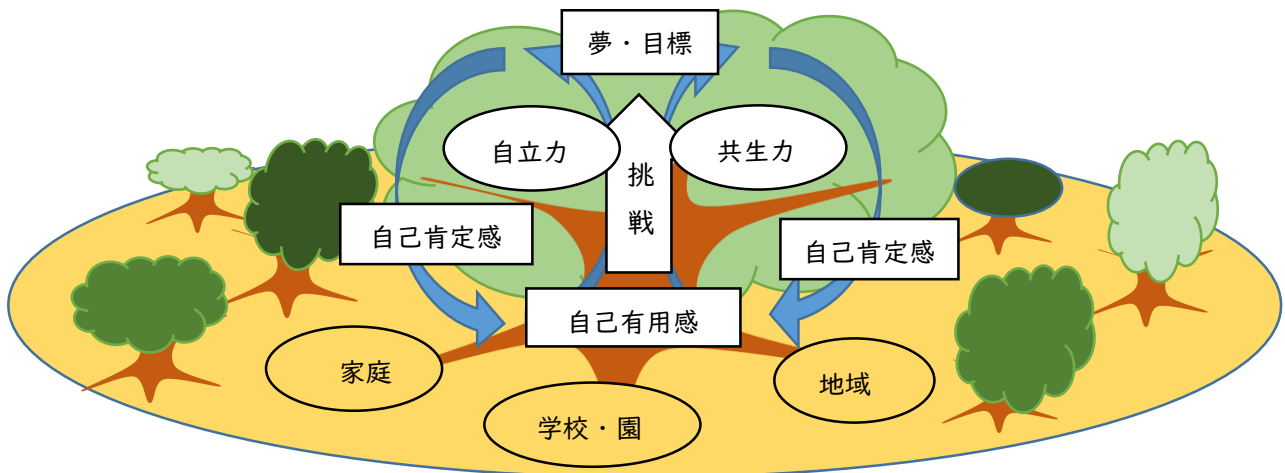 夢・目標
自立力
共生力
挑戦
自己肯定感
自己肯定感
自己有用感
家庭
地域
学校・園